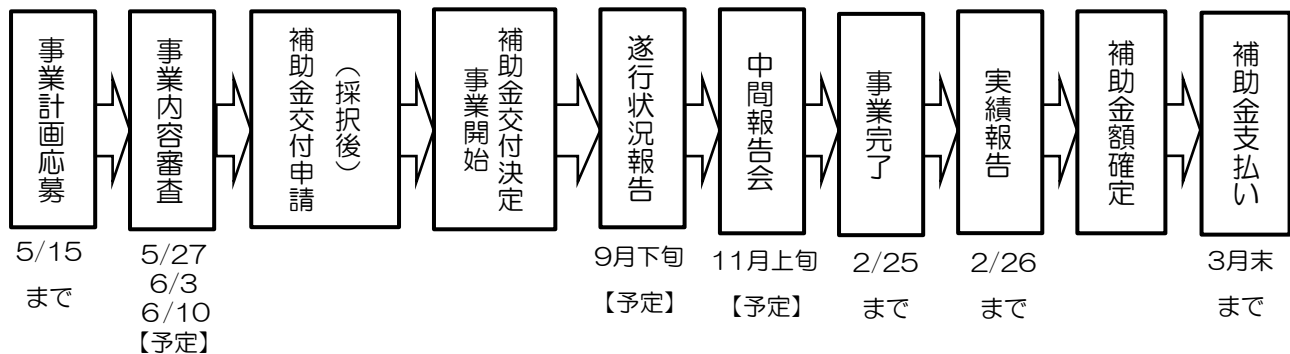 事業計画応募
5/15
まで
事業内容審査
5/27
6/3
6/10
【予定】
（採択後）
補助金交付申請
補助金交付決定
事業開始
遂行状況報告
9月下旬
【予定】
中間報告会
11月上旬
【予定】
事業完了
2/25
まで
実績報告
2/26
まで
補助金額確定
補助金支払い
3月末
まで